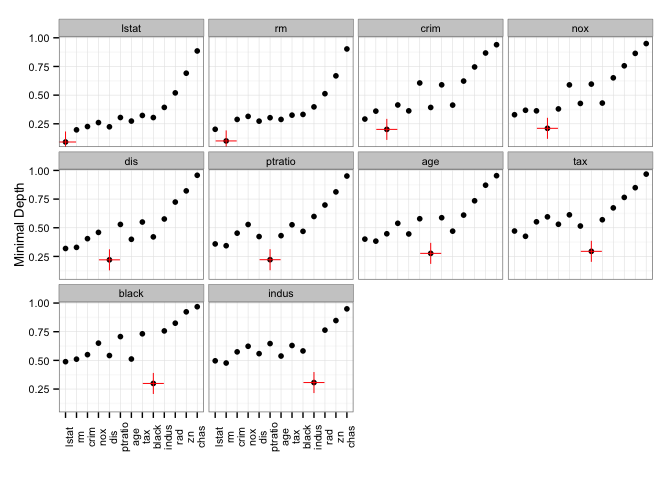 lstat rm crim nox
1.00
0.75
0.50
0.25
dis ptratio age tax
1.00
0.75
0.50
0.25
black indus
1.00
0.75
0.50
0.25
Minimal Depth
lstat rm crim nox dis ptratio age tax black indus rad zn chas
lstat rm crim nox dis ptratio age tax black indus rad zn chas